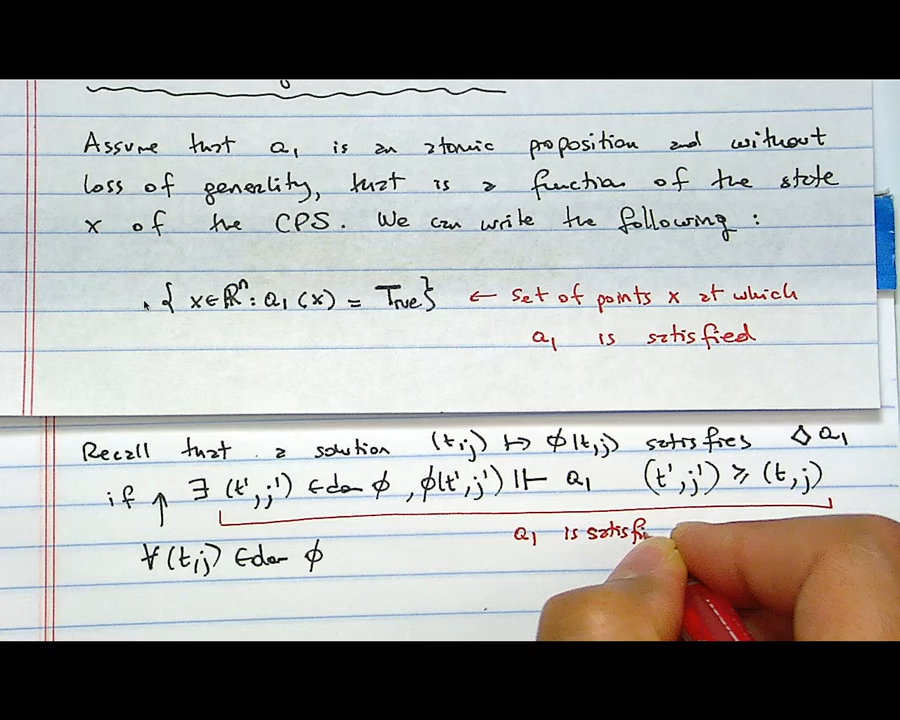 Assume that a₁ is an atomic proposition and without
loss of generality, that is a function of the state
x of the CPS. We can write the following :
{ x∈ℝⁿ : a₁(x) = True} ← set of points x at which
a₁ is satisfied
Recall that a solution (t,j) ↦ ϕ(t,j) satisfies ◇a₁
if ∃ (t',j') ∈ dom ϕ , ϕ(t',j') ⊩ a₁ (t',j') ≥ (t,j)
∀(t,j) ∈ dom ϕ
a₁ is satisfi